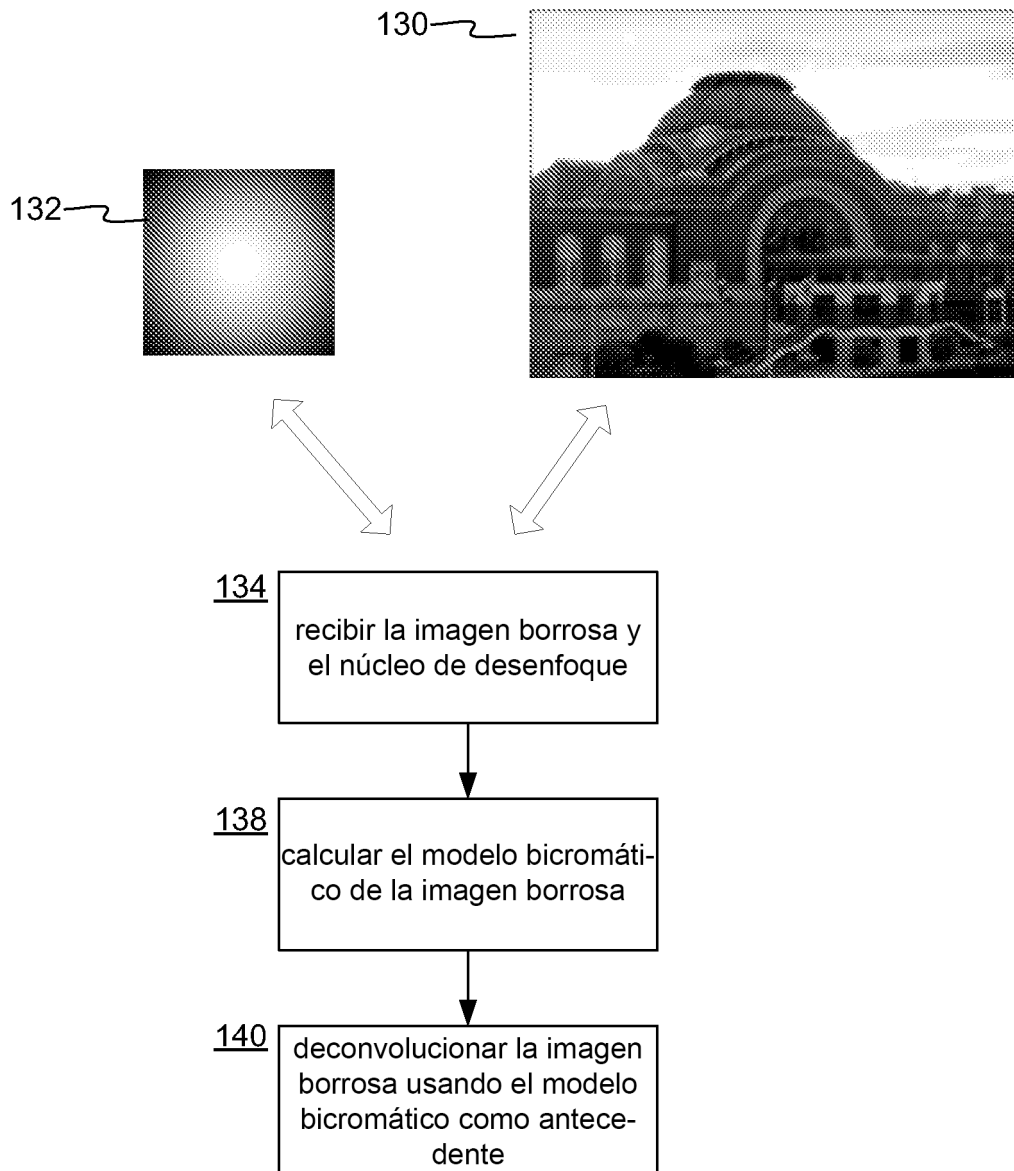 130
132
134
recibir la imagen borrosa y
el núcleo de desenfoque
138
calcular el modelo bicromáti-
co de la imagen borrosa
140
deconvolucionar la imagen
borrosa usando el modelo
bicromático como antece-
dente